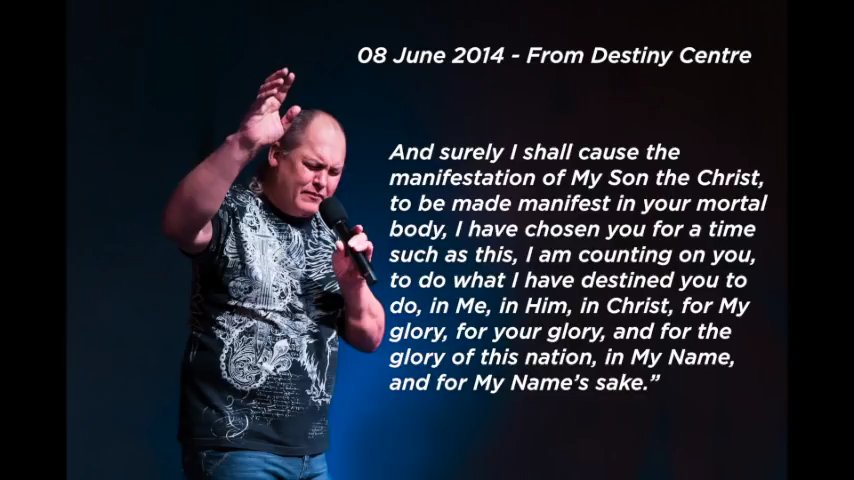 08 June 2014 - From Destiny Centre
And surely I shall cause the
manifestation of My Son the Christ,
to be made manifest in your mortal
body, I have chosen you for a time
such as this, I am counting on you,
to do what I have destined you to
do, in Me, in Him, in Christ, for My
glory, for your glory, and for the
glory of this nation, in My Name,
and for My Name’s sake.”